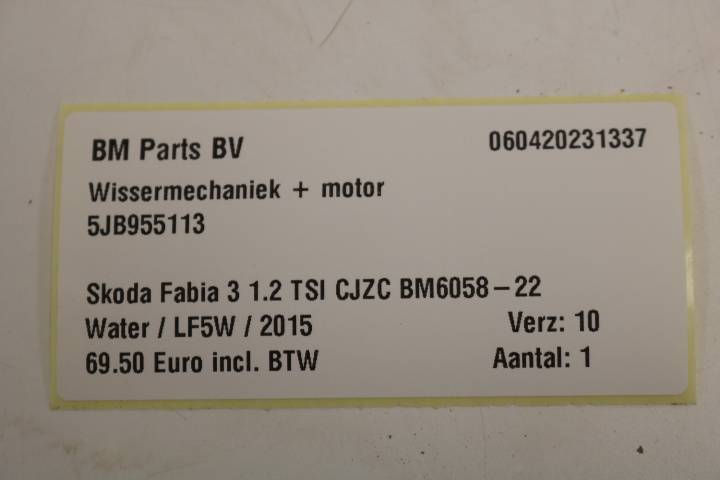 BM Parts BV 060420231337
Wissermechaniek + motor
5JB955113
Skoda Fabia 3 1.2 TSI CJZC BM6058-22
Water / LF5W / 2015 Verz: 10
69.50 Euro incl. BTW Aantal: 1